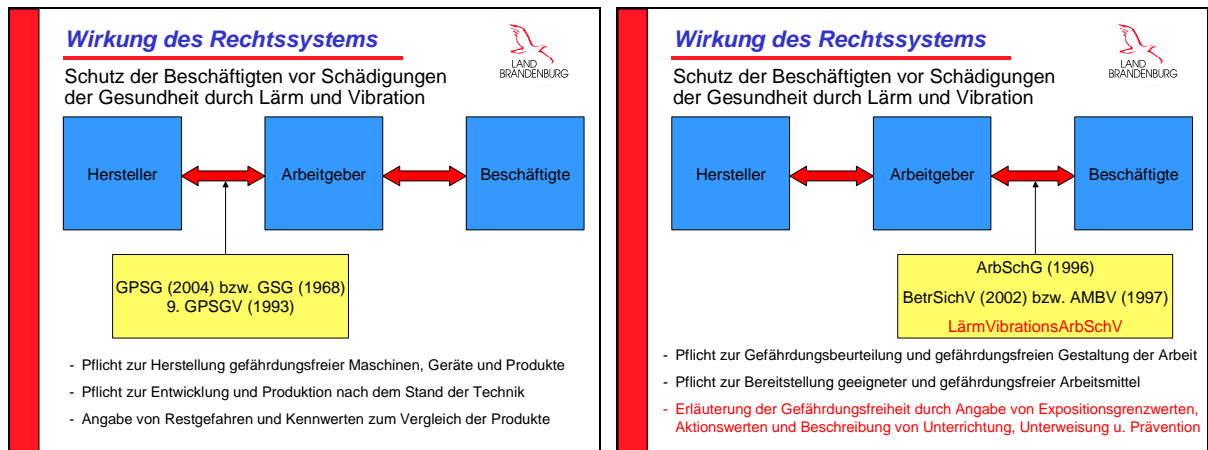 Wirkung des Rechtssystems
LAND
BRANDENBURG
Schutz der Beschäftigten vor Schädigungen
der Gesundheit durch Lärm und Vibration
Hersteller
Arbeitgeber
Beschäftigte
GPSG (2004) bzw. GSG (1968)
9. GPSGV (1993)
- Pflicht zur Herstellung gefährdungsfreier Maschinen, Geräte und Produkte
- Pflicht zur Entwicklung und Produktion nach dem Stand der Technik
- Angabe von Restgefahren und Kennwerten zum Vergleich der Produkte
Wirkung des Rechtssystems
LAND
BRANDENBURG
Schutz der Beschäftigten vor Schädigungen
der Gesundheit durch Lärm und Vibration
Hersteller
Arbeitgeber
Beschäftigte
ArbSchG (1996)
BetrSichV (2002) bzw. AMBV (1997)
LärmVibrationsArbSchV
- Pflicht zur Gefährdungsbeurteilung und gefährdungsfreien Gestaltung der Arbeit
- Pflicht zur Bereitstellung geeigneter und gefährdungsfreier Arbeitsmittel
- Erläuterung der Gefährdungsfreiheit durch Angabe von Expositionsgrenzwerten,
Aktionswerten und Beschreibung von Unterrichtung, Unterweisung u. Prävention